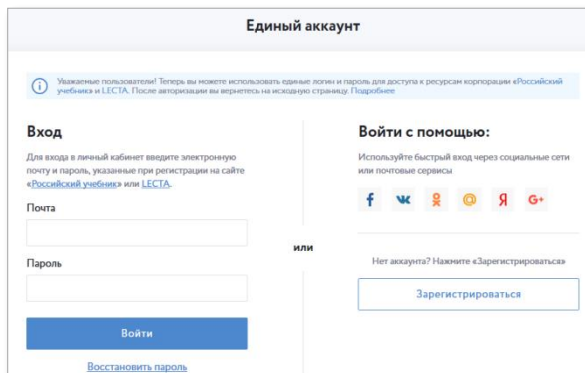 Единый аккаунт
Уважаемые пользователи! Теперь вы можете использовать единые логин и пароль для доступа к ресурсам корпорации «Российский
учебник» и LECTA. После авторизации вы вернетесь на исходную страницу. Подробнее
Вход
Для входа в личный кабинет введите электронную
почту и пароль, указанные при регистрации на сайте
«Российский учебник» или LECTA.
Почта
Пароль
Войти
Восстановить пароль
или
Войти с помощью:
Используйте быстрый вход через социальные сети
или почтовые сервисы
Нет аккаунта? Нажмите «Зарегистрироваться»
Зарегистрироваться